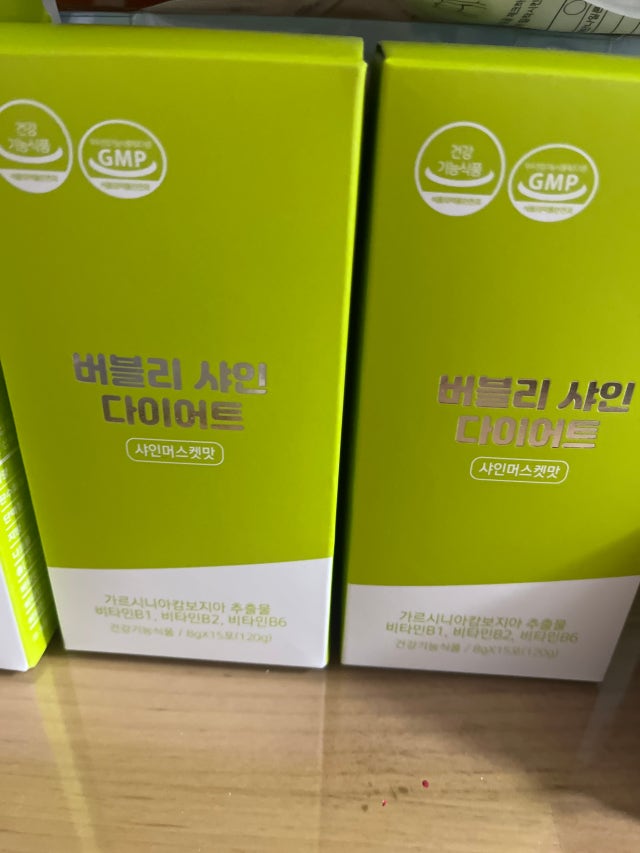 건강
기능식품
GMP
버블리 샤인
다이어트
샤인머스켓맛
가르시니아캄보지아 추출물
비타민B1, 비타민B2, 비타민B6
건강기능식품 / 8gX15포(120g)
건강
기능식품
GMP
버블리 샤인
다이어트
샤인머스켓맛
가르시니아캄보지아 추출물
비타민B1, 비타민B2, 비타민B6
건강기능식품 / 8gX15포(120g)